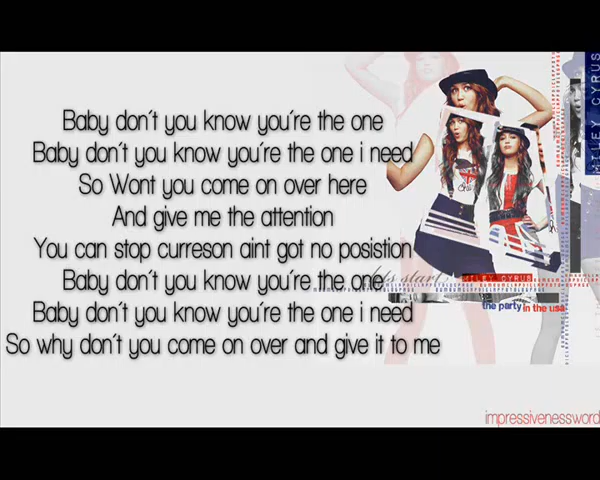 Baby don't you know you're the one
Baby don't you know you're the one i need
So Wont you come on over here
And give me the attention
You can stop curreson aint got no posistion
Baby don't you know you're the one
Baby don't you know you're the one i need
So why don't you come on over and give it to me
MILEY CYRUS
start
MILEY CYRUS
the party in the usa
impressivenessword